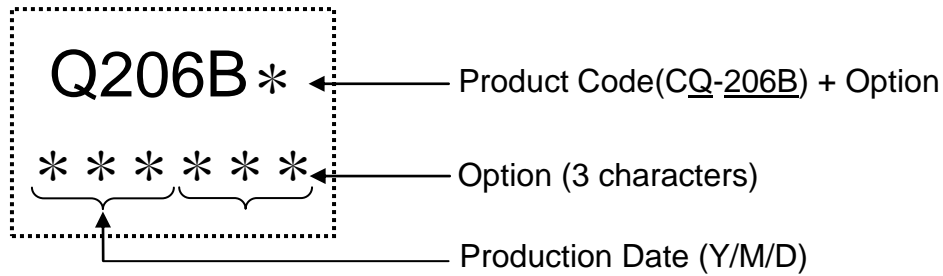 Q206B* Product Code(CQ-206B) + Option
* * * * * * Option (3 characters)
Production Date (Y/M/D)